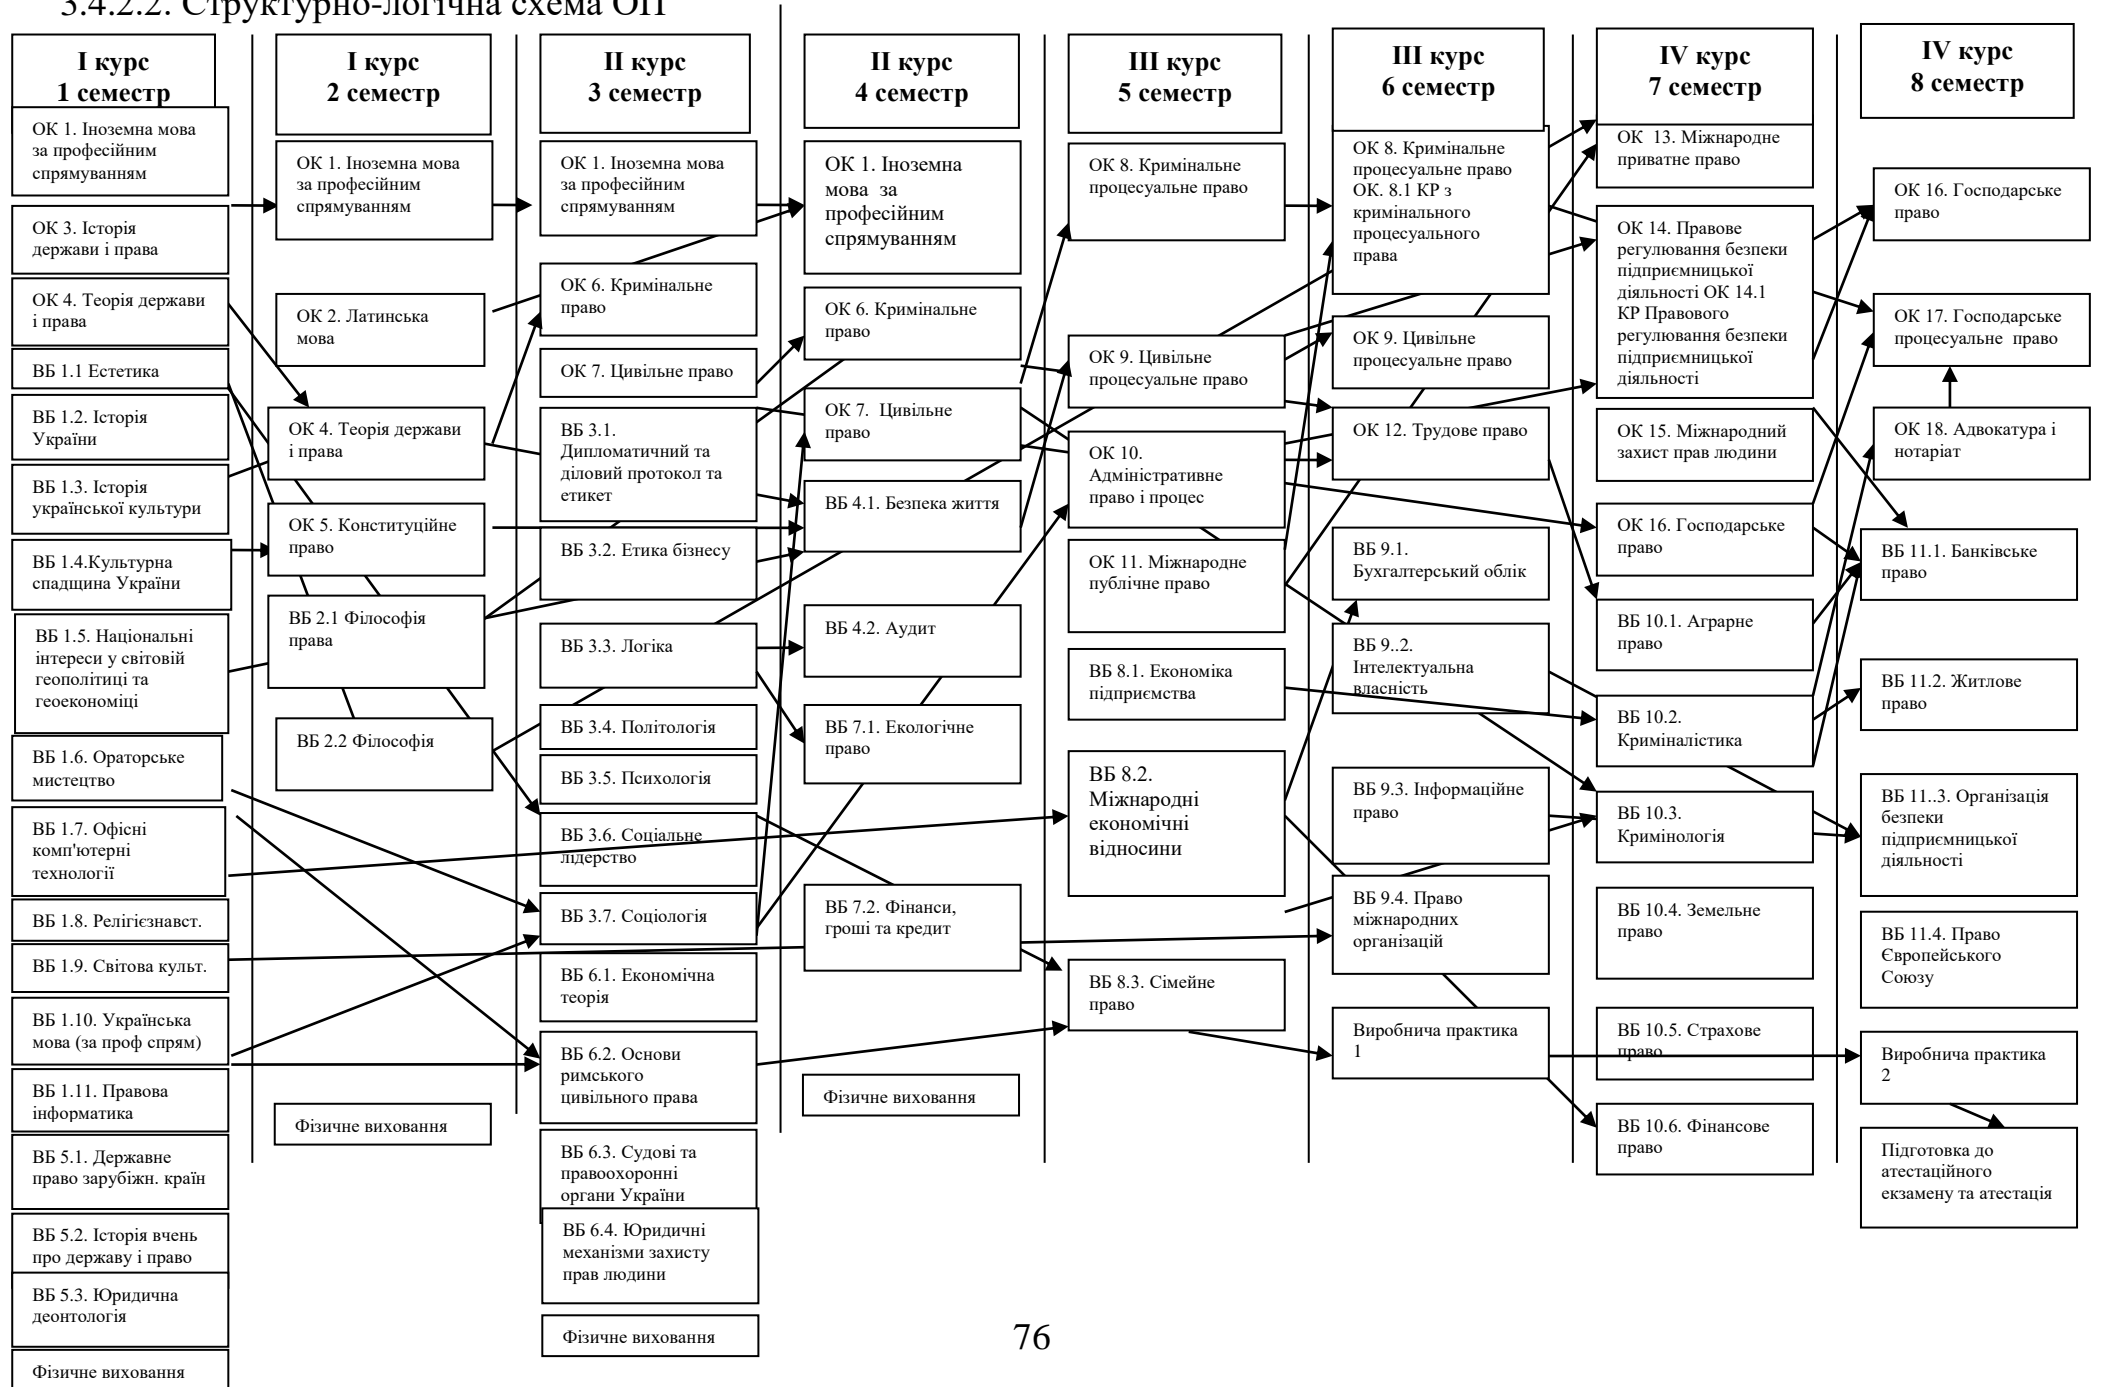 3.4.2.2. Структурно-логічна схема ОП
І курс
1 семестр
ОК 1. Іноземна мова
за професійним
спрямуванням
ОК 3. Історія
держави і права
ОК 4. Теорія держави
і права
ВБ 1.1 Естетика
ВБ 1.2. Історія
України
ВБ 1.3. Історія
української культури
ВБ 1.4.Культурна
спадщина України
ВБ 1.5. Національні
інтереси у світовій
геополітиці та
геоекономіці
ВБ 1.6. Ораторське
мистецтво
ВБ 1.7. Офісні
комп'ютерні
технології
ВБ 1.8. Релігієзнавст.
ВБ 1.9. Світова культ.
ВБ 1.10. Українська
мова (за проф спрям)
ВБ 1.11. Правова
інформатика
ВБ 5.1. Державне
право зарубіжн. країн
ВБ 5.2. Історія вчень
про державу і право
ВБ 5.3. Юридична
деонтологія
Фізичне виховання
І курс
2 семестр
ОК 1. Іноземна мова
за професійним
спрямуванням
ОК 2. Латинська
мова
ОК 4. Теорія держави
і права
ОК 5. Конституційне
право
ВБ 2.1 Філософія
права
ВБ 2.2 Філософія
Фізичне виховання
ІІ курс
3 семестр
ОК 1. Іноземна мова
за професійним
спрямуванням
ОК 6. Кримінальне
право
ОК 7. Цивільне право
ВБ 3.1.
Дипломатичний та
діловий протокол та
етикет
ВБ 3.2. Етика бізнесу
ВБ 3.3. Логіка
ВБ 3.4. Політологія
ВБ 3.5. Психологія
ВБ 3.6. Соціальне
лідерство
ВБ 3.7. Соціологія
ВБ 6.1. Економічна
теорія
ВБ 6.2. Основи
римського
цивільного права
ВБ 6.3. Судові та
правоохоронні
органи України
ВБ 6.4. Юридичні
механізми захисту
прав людини
Фізичне виховання
ІІ курс
4 семестр
ОК 1. Іноземна
мова за
професійним
спрямуванням
ОК 6. Кримінальне
право
ОК 7. Цивільне
право
ВБ 4.1. Безпека життя
ВБ 4.2. Аудит
ВБ 7.1. Екологічне
право
ВБ 7.2. Фінанси,
гроші та кредит
Фізичне виховання
ІІІ курс
5 семестр
ОК 8. Кримінальне
процесуальне право
ОК 9. Цивільне
процесуальне право
ОК 10.
Адміністративне
право і процес
ОК 11. Міжнародне
публічне право
ВБ 8.1. Економіка
підприємства
ВБ 8.2.
Міжнародні
економічні
відносини
ВБ 8.3. Сімейне
право
ІІІ курс
6 семестр
ОК 8. Кримінальне
процесуальне право
ОК. 8.1 КР з
кримінального
процесуального
права
ОК 9. Цивільне
процесуальне право
ОК 12. Трудове право
ВБ 9.1.
Бухгалтерський облік
ВБ 9..2.
Інтелектуальна
власність
ВБ 9.3. Інформаційне
право
ВБ 9.4. Право
міжнародних
організацій
Виробнича практика
1
IV курс
7 семестр
ОК 13. Міжнародне
приватне право
ОК 14. Правове
регулювання безпеки
підприємницької
діяльності ОК 14.1
КР Правового
регулювання безпеки
підприємницької
діяльності
ОК 15. Міжнародний
захист прав людини
ОК 16. Господарське
право
ВБ 10.1. Аграрне
право
ВБ 10.2.
Криміналістика
ВБ 10.3.
Кримінологія
ВБ 10.4. Земельне
право
ВБ 10.5. Страхове
право
ВБ 10.6. Фінансове
право
IV курс
8 семестр
ОК 16. Господарське
право
ОК 17. Господарське
процесуальне право
ОК 18. Адвокатура і
нотаріат
ВБ 11.1. Банківське
право
ВБ 11.2. Житлове
право
ВБ 11..3. Організація
безпеки
підприємницької
діяльності
ВБ 11.4. Право
Європейського
Союзу
Виробнича практика
2
Підготовка до
атестаційного
екзамену та атестація
76